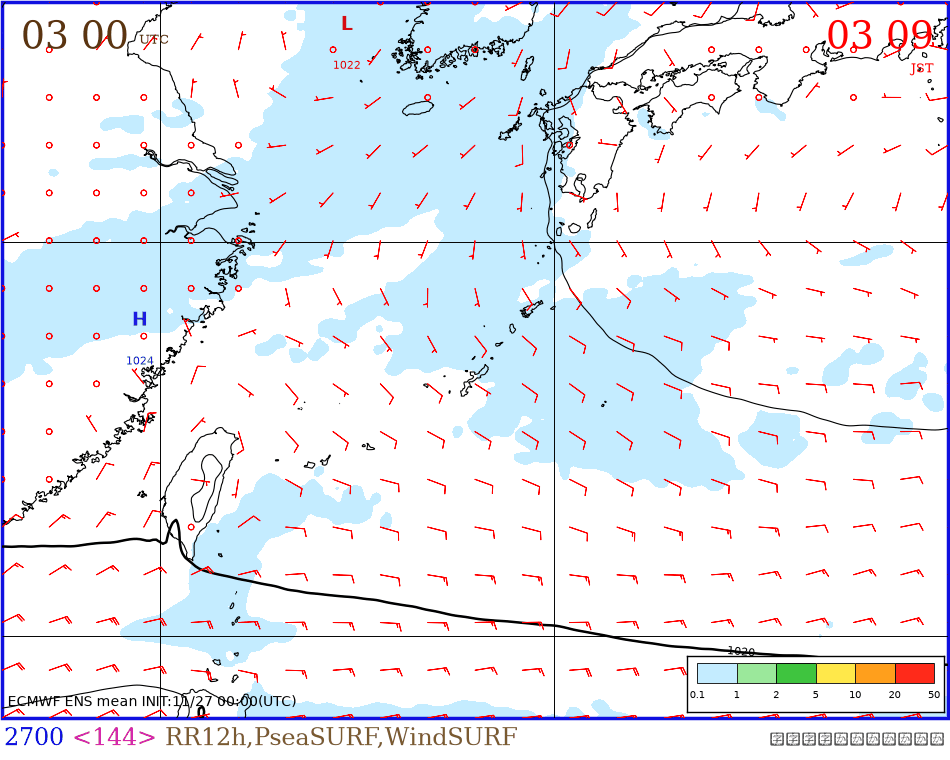 03 00 UTC
03 09 JST
L
1022
H
1024
1020
0.1 1 2 5 10 20 50
ECMWF ENS mean INIT:11/27 00:00(UTC)
0
2700 <144> RR12h,PseaSURF,WindSURF